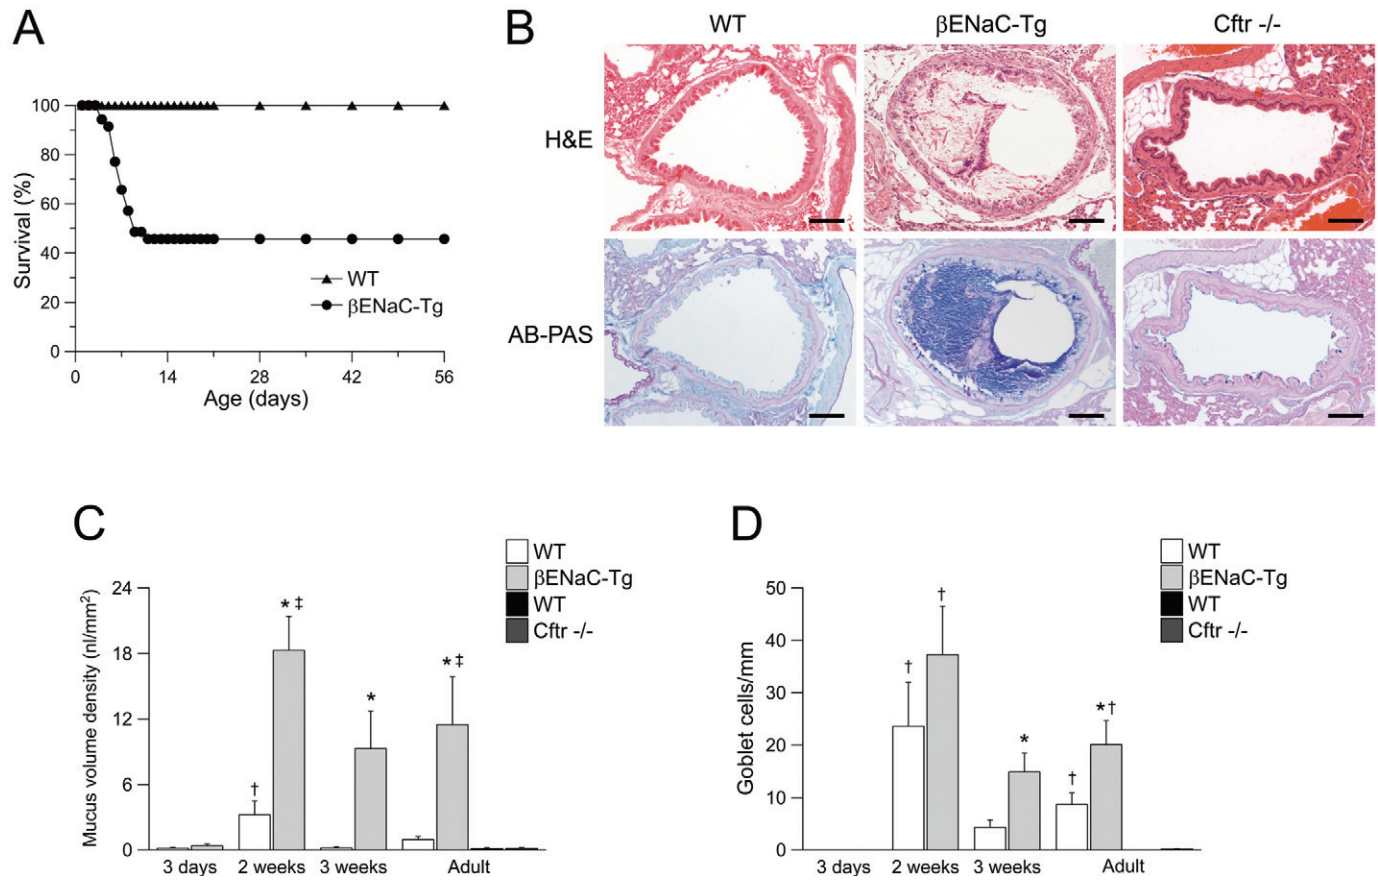 A
100
80
60
40
20
0
Survival (%)
0 14 28 42 56
Age (days)
WT
βENaC-Tg
B
WT βENaC-Tg Cftr -/-
H&E
AB-PAS
C
WT
βENaC-Tg
WT
Cftr -/-
24
18
12
6
0
Mucus volume density (nl/mm²)
†
* ‡
*
* ‡
3 days 2 weeks 3 weeks Adult
D
WT
βENaC-Tg
WT
Cftr -/-
50
40
30
20
10
0
Goblet cells/mm
†
†
*
†
* †
3 days 2 weeks 3 weeks Adult